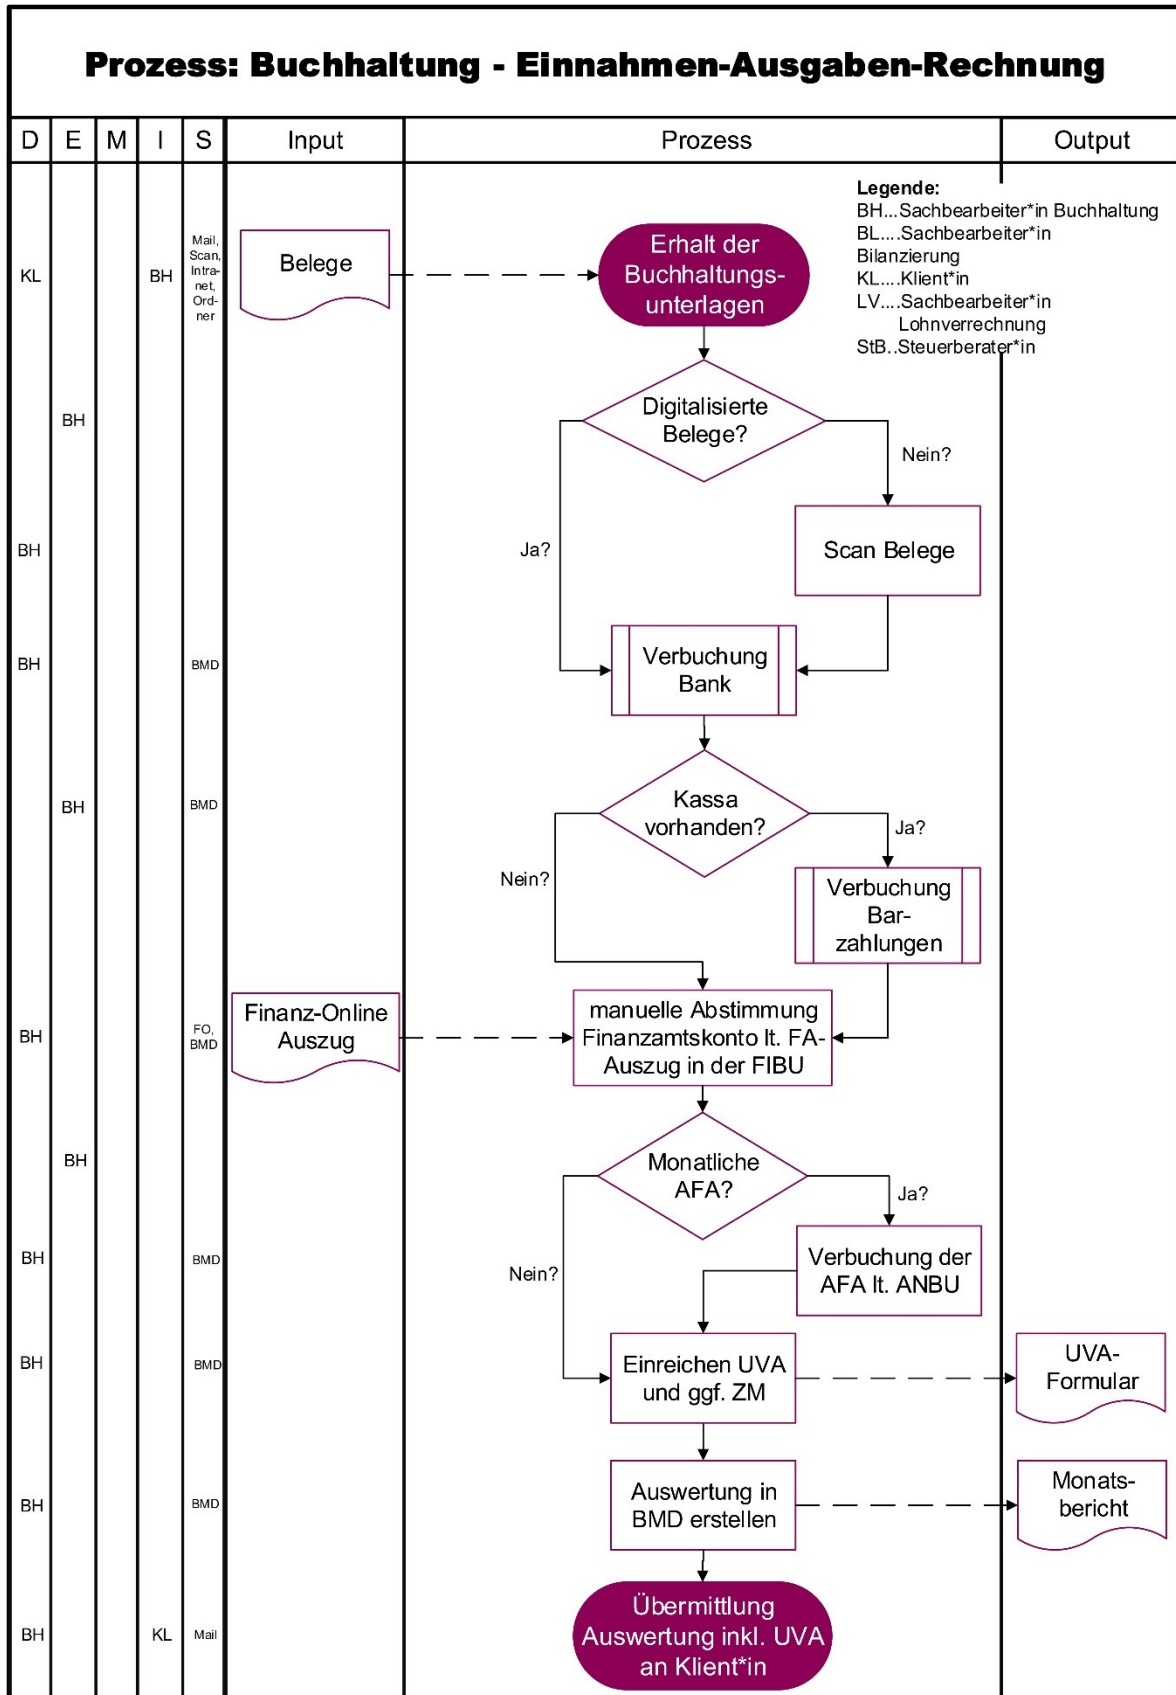 Prozess: Buchhaltung - Einnahmen-Ausgaben-Rechnung
D E M I S Input Prozess Output
Legende:
BH...Sachbearbeiter*in Buchhaltung
BL....Sachbearbeiter*in
Bilanzierung
KL....Klient*in
LV....Sachbearbeiter*in
Lohnverrechnung
StB..Steuerberater*in
KL
BH
Mail,
Scan,
Intra-
net,
Ord-
ner
Belege
Erhalt der
Buchhaltungs-
unterlagen
BH
Digitalisierte
Belege?
Nein?
Ja?
BH
Scan Belege
BH
BMD
Verbuchung
Bank
BH
BMD
Kassa
vorhanden?
Ja?
Nein?
Verbuchung
Bar-
zahlungen
BH
FO,
BMD
Finanz-Online
Auszug
manuelle Abstimmung
Finanzamtskonto lt. FA-
Auszug in der FIBU
BH
Monatliche
AFA?
Ja?
Nein?
BH
BMD
Verbuchung der
AFA lt. ANBU
BH
BMD
Einreichen UVA
und ggf. ZM
UVA-
Formular
BH
BMD
Auswertung in
BMD erstellen
Monats-
bericht
BH
KL
Mail
Übermittlung
Auswertung inkl. UVA
an Klient*in